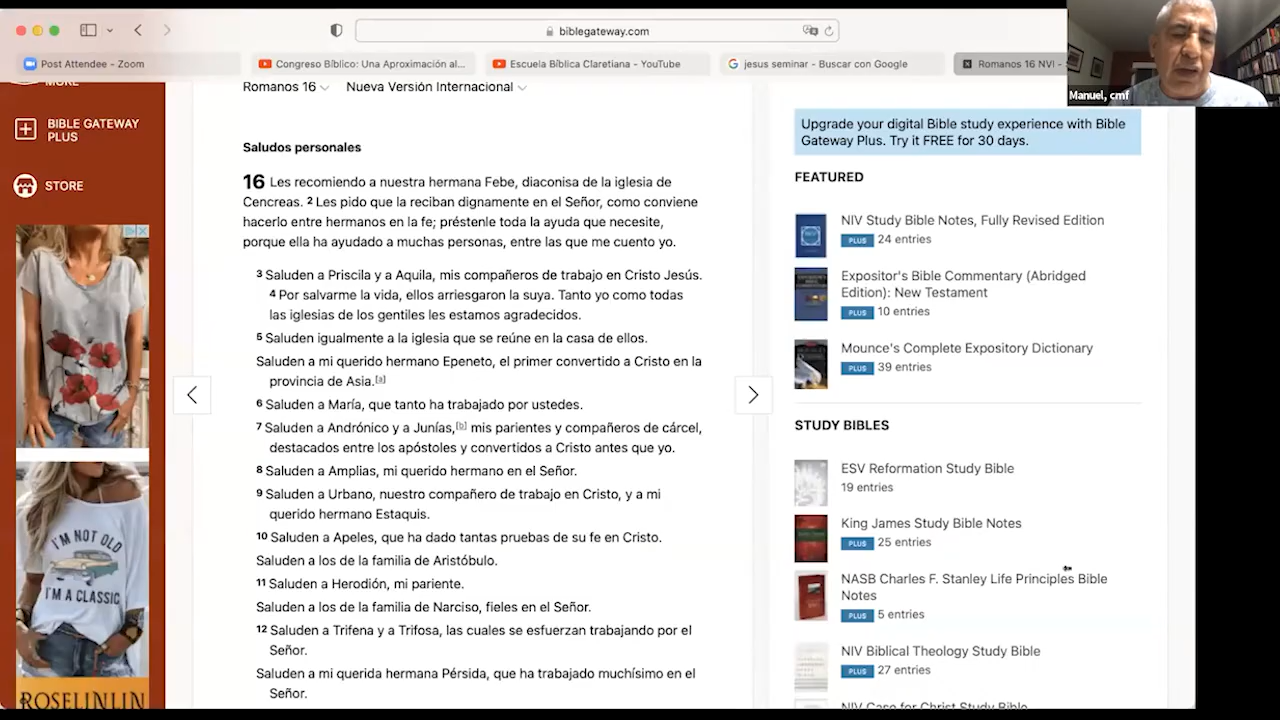 biblegateway.com
Post Attendee - Zoom
Congreso Bíblico: Una Aproximación al...
Escuela Bíblica Claretiana - YouTube
jesus seminar - Buscar con Google
Romanos 16 NVI -
Manuel, cmf
MORE
BIBLE GATEWAY
PLUS
STORE
I'M NOT OLD
I'M A CLASSIC
Romanos 16
Nueva Versión Internacional
Saludos personales
16 Les recomiendo a nuestra hermana Febe, diaconisa de la iglesia de
Cencreas. 2 Les pido que la reciban dignamente en el Señor, como conviene
hacerlo entre hermanos en la fe; préstenle toda la ayuda que necesite,
porque ella ha ayudado a muchas personas, entre las que me cuento yo.
3 Saluden a Priscila y a Aquila, mis compañeros de trabajo en Cristo Jesús.
4 Por salvarme la vida, ellos arriesgaron la suya. Tanto yo como todas
las iglesias de los gentiles les estamos agradecidos.
5 Saluden igualmente a la iglesia que se reúne en la casa de ellos.
Saluden a mi querido hermano Epeneto, el primer convertido a Cristo en la
provincia de Asia.[a]
6 Saluden a María, que tanto ha trabajado por ustedes.
7 Saluden a Andrónico y a Junías,[b] mis parientes y compañeros de cárcel,
destacados entre los apóstoles y convertidos a Cristo antes que yo.
8 Saluden a Amplias, mi querido hermano en el Señor.
9 Saluden a Urbano, nuestro compañero de trabajo en Cristo, y a mi
querido hermano Estaquis.
10 Saluden a Apeles, que ha dado tantas pruebas de su fe en Cristo.
Saluden a los de la familia de Aristóbulo.
11 Saluden a Herodión, mi pariente.
Saluden a los de la familia de Narciso, fieles en el Señor.
12 Saluden a Trifena y a Trifosa, las cuales se esfuerzan trabajando por el
Señor.
Saluden a mi querida hermana Pérsida, que ha trabajado muchísimo en el
Señor.
Upgrade your digital Bible study experience with Bible
Gateway Plus. Try it FREE for 30 days.
FEATURED
NIV Study Bible Notes, Fully Revised Edition
PLUS 24 entries
Expositor's Bible Commentary (Abridged
Edition): New Testament
PLUS 10 entries
Mounce's Complete Expository Dictionary
PLUS 39 entries
STUDY BIBLES
ESV Reformation Study Bible
19 entries
King James Study Bible Notes
PLUS 25 entries
NASB Charles F. Stanley Life Principles Bible
Notes
PLUS 5 entries
NIV Biblical Theology Study Bible
PLUS 27 entries
NIV Case for Christ Study Bible